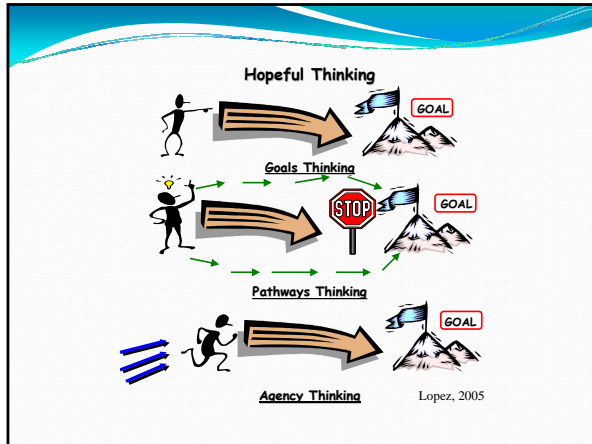 Hopeful Thinking
GOAL
Goals Thinking
STOP
GOAL
Pathways Thinking
GOAL
Agency Thinking
Lopez, 2005